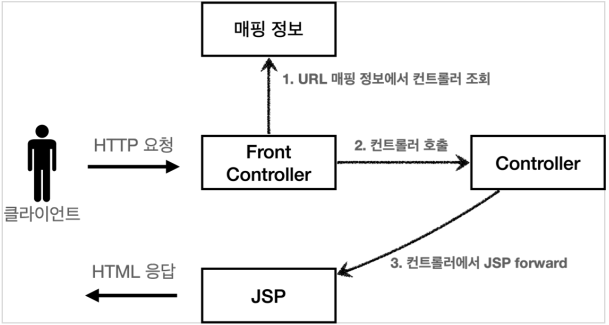 매핑 정보
1. URL 매핑 정보에서 컨트롤러 조회
HTTP 요청
Front
Controller
2. 컨트롤러 호출
Controller
클라이언트
3. 컨트롤러에서 JSP forward
HTML 응답
JSP